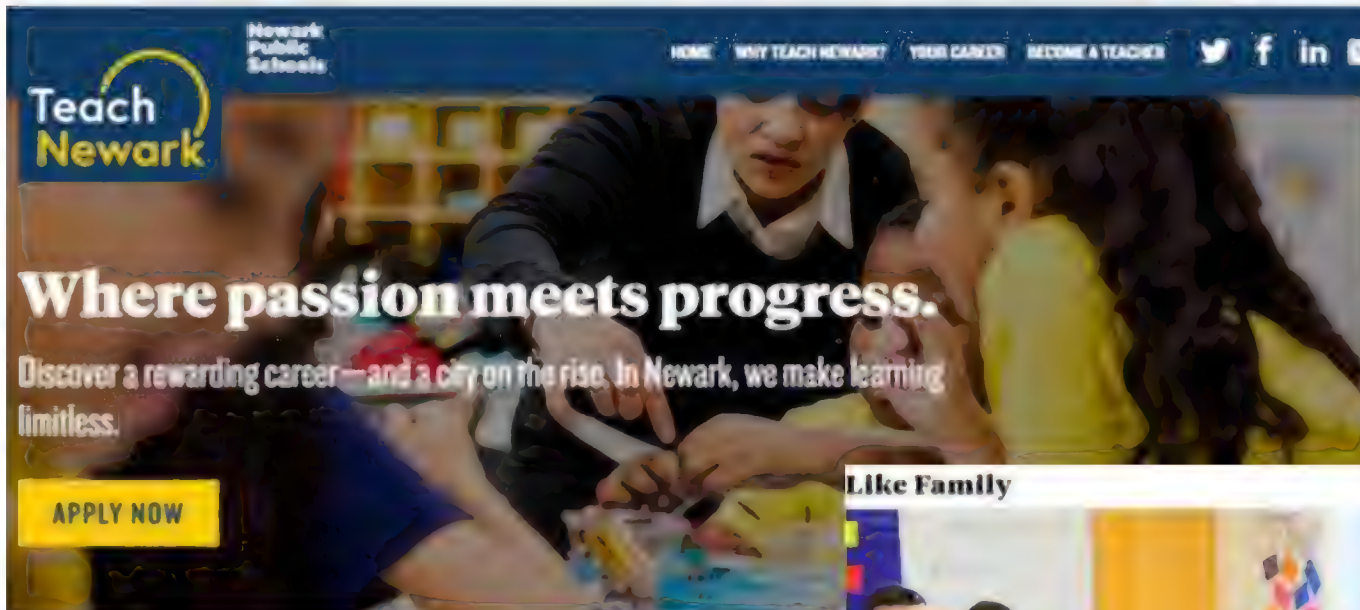 Newark
Public
Schools
HOME WHY TEACH NEWARK? YOUR CAREER BECOME A TEACHER
Teach
Newark
Where passion meets progress.
Discover a rewarding career—and a city on the rise. In Newark, we make learning
limitless.
APPLY NOW
Like Family